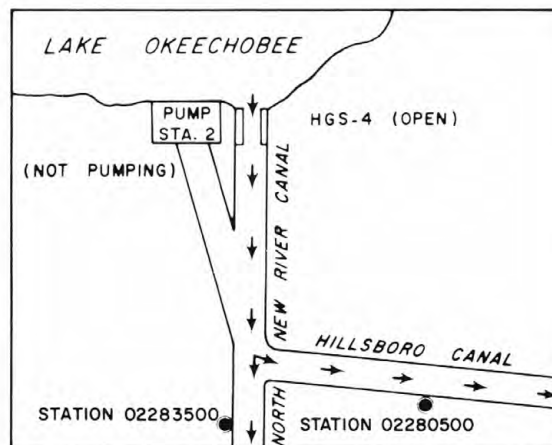 LAKE OKEECHOBEE
PUMP
STA. 2
HGS-4 (OPEN)
(NOT PUMPING)
NORTH NEW RIVER CANAL
HILLSBORO CANAL
STATION 02283500
STATION 02280500